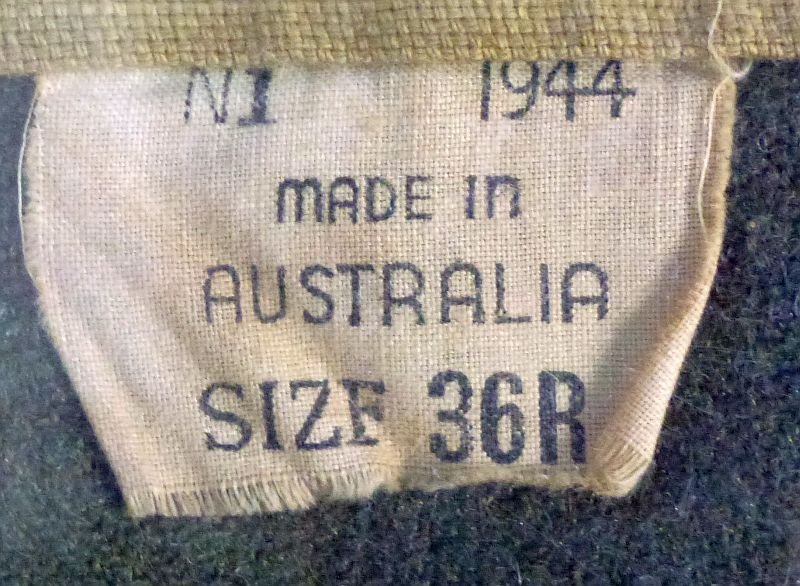 N1 1944
MADE IN
AUSTRALIA
SIZE 36R